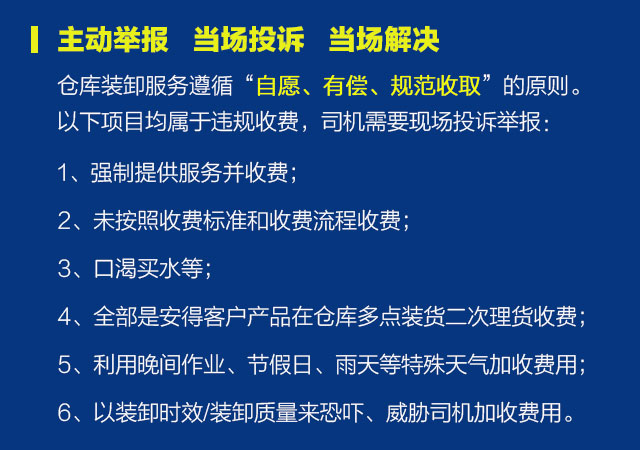 主动举报 当场投诉 当场解决
仓库装卸服务遵循“自愿、有偿、规范收取”的原则。
以下项目均属于违规收费，司机需要现场投诉举报：
1、强制提供服务并收费；
2、未按照收费标准和收费流程收费；
3、口渴买水等；
4、全部是安得客户产品在仓库多点装货二次理货收费；
5、利用晚间作业、节假日、雨天等特殊天气加收费用；
6、以装卸时效/装卸质量来恐吓、威胁司机加收费用。